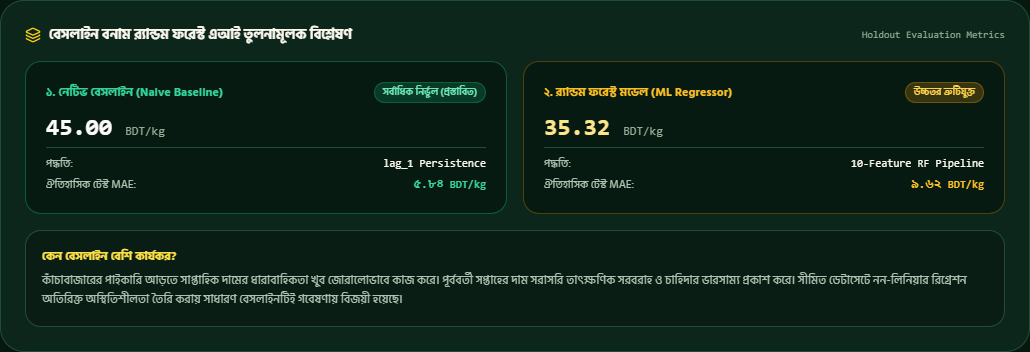 বেসলাইন বনাম র‍্যান্ডম ফরেস্ট এআই তুলনামূলক বিশ্লেষণ
Holdout Evaluation Metrics
১. নেটিভ বেসলাইন (Naive Baseline)
সর্বাধিক নির্ভুল (প্রস্তাবিত)
45.00 BDT/kg
পদ্ধতি:
lag_1 Persistence
ঐতিহাসিক টেস্ট MAE:
৫.৮৪ BDT/kg
২. র‍্যান্ডম ফরেস্ট মডেল (ML Regressor)
উচ্চতর ত্রুটিযুক্ত
35.32 BDT/kg
পদ্ধতি:
10-Feature RF Pipeline
ঐতিহাসিক টেস্ট MAE:
৯.৬২ BDT/kg
কেন বেসলাইন বেশি কার্যকর?
কাঁচাবাজারের পাইকারি আড়তে সাপ্তাহিক দামের ধারাবাহিকতা খুব জোরালোভাবে কাজ করে। পূর্ববর্তী সপ্তাহের দাম সরাসরি তাৎক্ষণিক সরবরাহ ও চাহিদার ভারসাম্য প্রকাশ করে। সীমিত ডেটাসেটে নন-লিনিয়ার রিগ্রেশন
অতিরিক্ত অস্থিতিশীলতা তৈরি করায় সাধারণ বেসলাইনটিই গবেষণায় বিজয়ী হয়েছে।